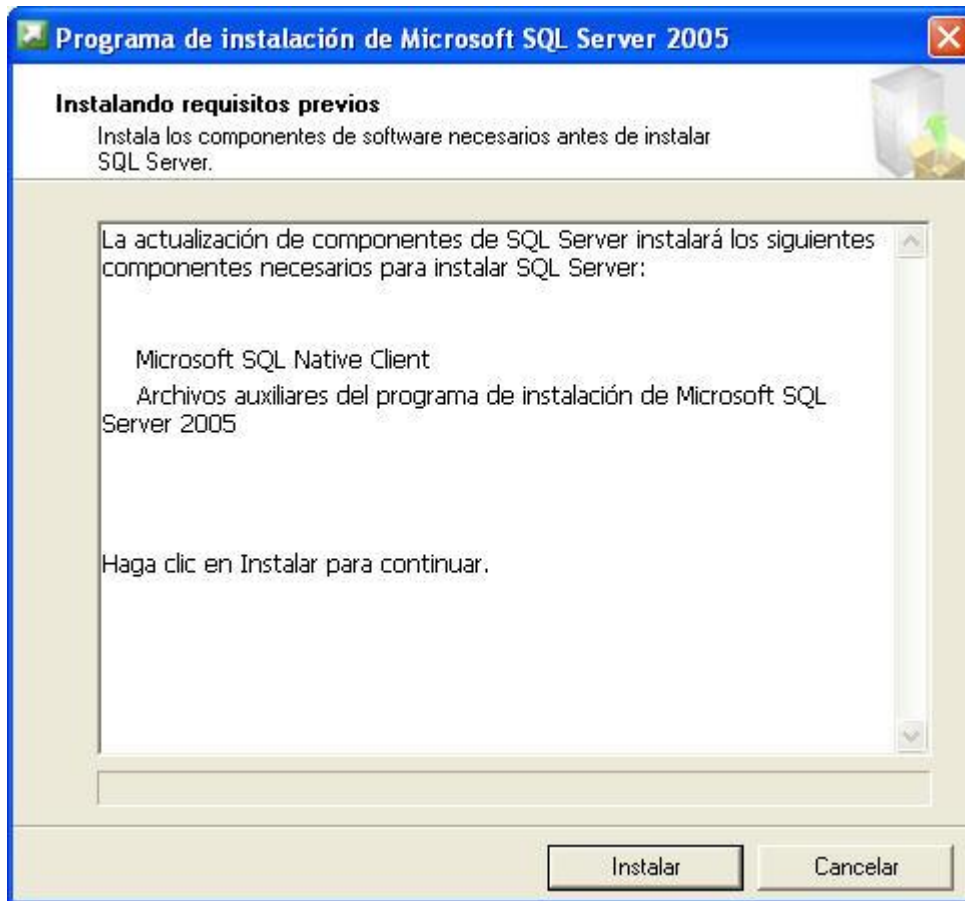 Programa de instalación de Microsoft SQL Server 2005
Instalando requisitos previos
Instala los componentes de software necesarios antes de instalar
SQL Server.
La actualización de componentes de SQL Server instalará los siguientes
componentes necesarios para instalar SQL Server:
Microsoft SQL Native Client
Archivos auxiliares del programa de instalación de Microsoft SQL
Server 2005
Haga clic en Instalar para continuar.
Instalar
Cancelar